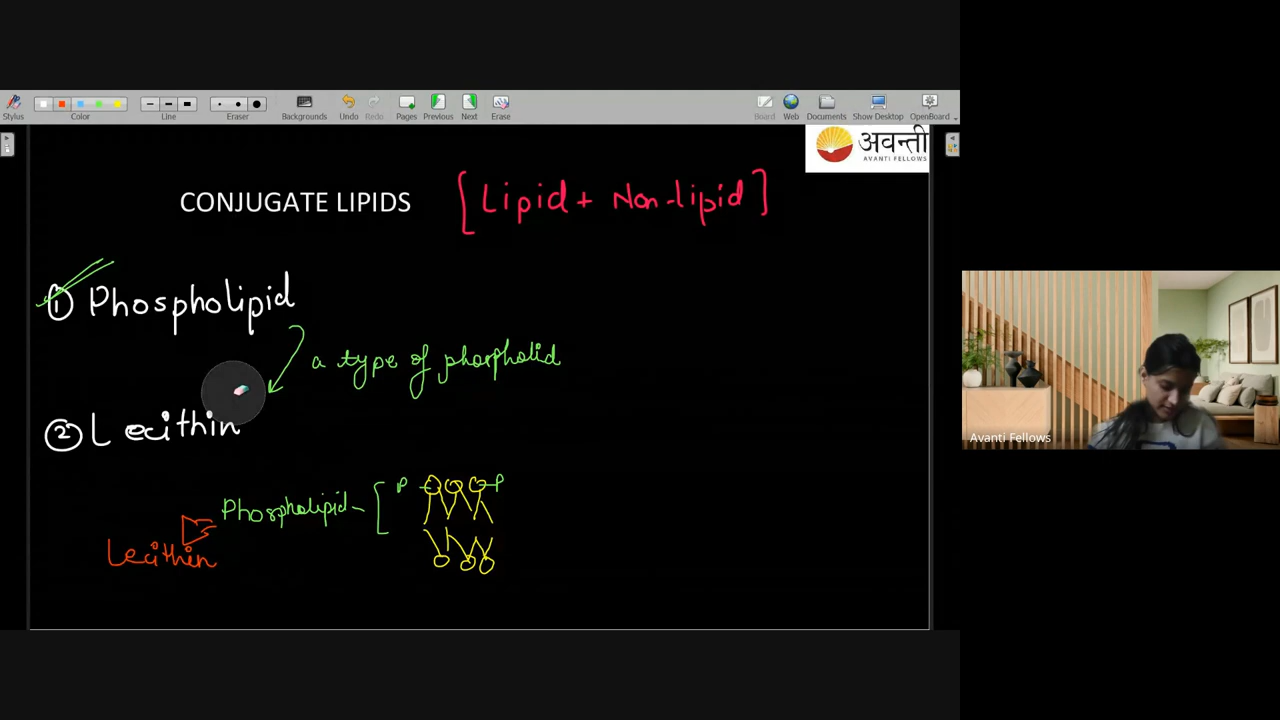 Stylus
Color
Line
Eraser
Backgrounds
Undo
Redo
Pages
Previous
Next
Erase
Board
Web
Documents
Show Desktop
OpenBoard
अवन्ती
AVANTI FELLOWS
CONJUGATE LIPIDS [Lipid + Non-lipid]
① Phospholipid
a type of phospholid
② Lecithin
Phospholipid - [ P P
Lecithin
Avanti Fellows